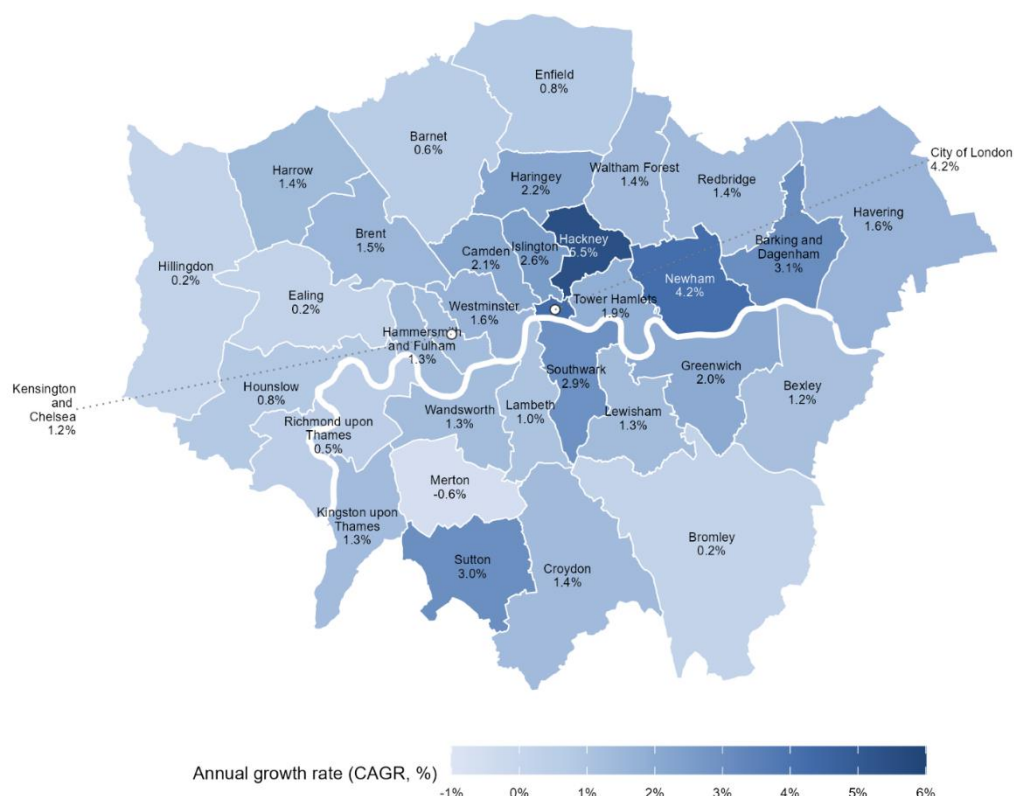 Enfield
0.8%
Barnet
0.6%
City of London
4.2%
Harrow
1.4%
Haringey
2.2%
Waltham Forest
1.4%
Redbridge
1.4%
Havering
1.6%
Brent
1.5%
Camden
2.1%
Islington
2.6%
Hackney
5.5%
Barking and
Dagenham
3.1%
Hillingdon
0.2%
Ealing
0.2%
Westminster
1.6%
Tower Hamlets
1.9%
Newham
4.2%
Hammersmith
and Fulham
1.3%
Kensington
and
Chelsea
1.2%
Hounslow
0.8%
Southwark
2.9%
Greenwich
2.0%
Bexley
1.2%
Richmond upon
Thames
0.5%
Wandsworth
1.3%
Lambeth
1.0%
Lewisham
1.3%
Merton
-0.6%
Kingston upon
Thames
1.3%
Sutton
3.0%
Croydon
1.4%
Bromley
0.2%
Annual growth rate (CAGR, %)
-1% 0% 1% 2% 3% 4% 5% 6%